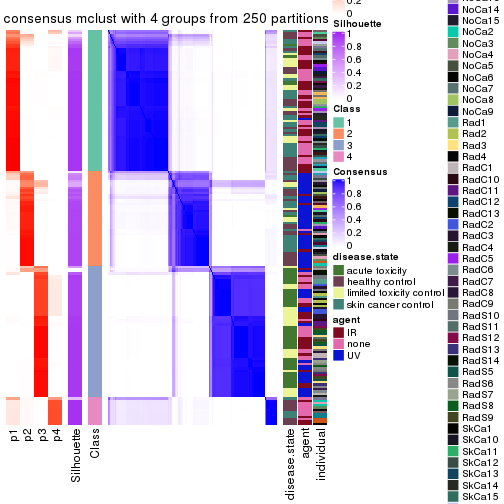 consensus mclust with 4 groups from 250 partitions
p1
p2
p3
p4
Silhouette
Class
disease.state
agent
individual
0.2
0
Silhouette
1
0.8
0.6
0.4
0.2
0
Class
1
2
3
4
Consensus
1
0.8
0.6
0.4
0.2
0
disease.state
acute toxicity
healthy control
limited toxicity control
skin cancer control
agent
IR
none
UV
NoCa14
NoCa15
NoCa2
NoCa3
NoCa4
NoCa5
NoCa6
NoCa7
NoCa8
NoCa9
Rad1
Rad2
Rad3
Rad4
RadC1
RadC10
RadC11
RadC12
RadC13
RadC2
RadC3
RadC4
RadC5
RadC6
RadC7
RadC8
RadC9
RadS10
RadS11
RadS12
RadS13
RadS14
RadS5
RadS6
RadS7
RadS8
RadS9
SkCa1
SkCa10
SkCa11
SkCa12
SkCa13
SkCa14
SkCa15